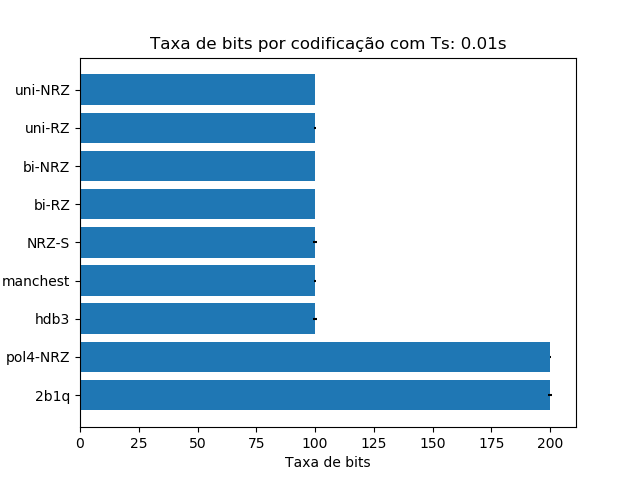 Taxa de bits por codificação com Ts: 0.01s
uni-NRZ
uni-RZ
bi-NRZ
bi-RZ
NRZ-S
manchest
hdb3
pol4-NRZ
2b1q
0 25 50 75 100 125 150 175 200
Taxa de bits